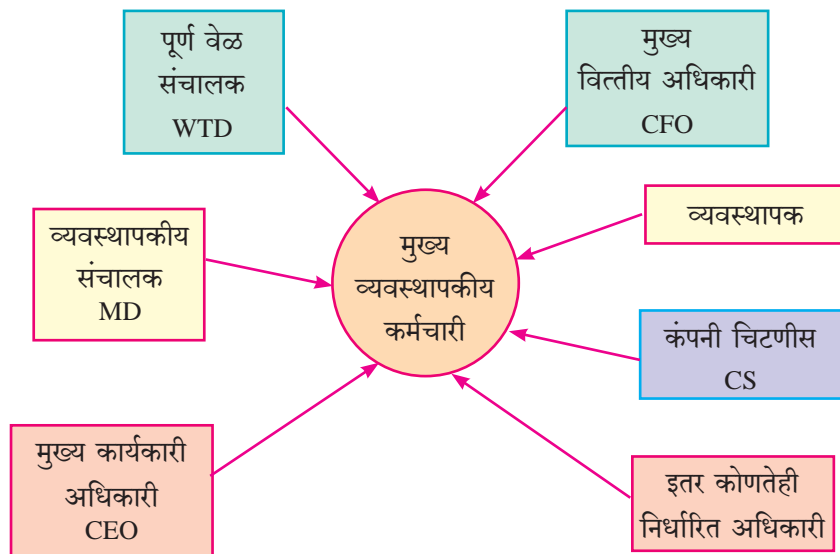 पूर्ण वेळ
संचालक
WTD
मुख्य
वित्तीय अधिकारी
CFO
व्यवस्थापकीय
संचालक
MD
मुख्य
व्यवस्थापकीय
कर्मचारी
व्यवस्थापक
कंपनी चिटणीस
CS
मुख्य कार्यकारी
अधिकारी
CEO
इतर कोणतेही
निर्धारित अधिकारी